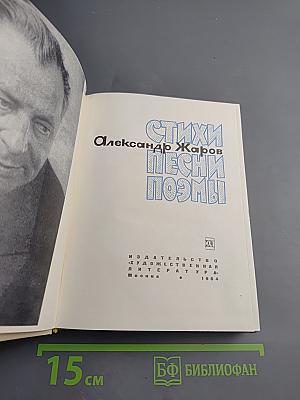 СТИХИ
Александр Жаров
ПЕСНИ
ПОЭМЫ
ИЗДАТЕЛЬСТВО
«ХУДОЖЕСТВЕННАЯ
ЛИТЕРАТУРА»
Москва • 1964
15 см
БФ БИБЛИОФАН